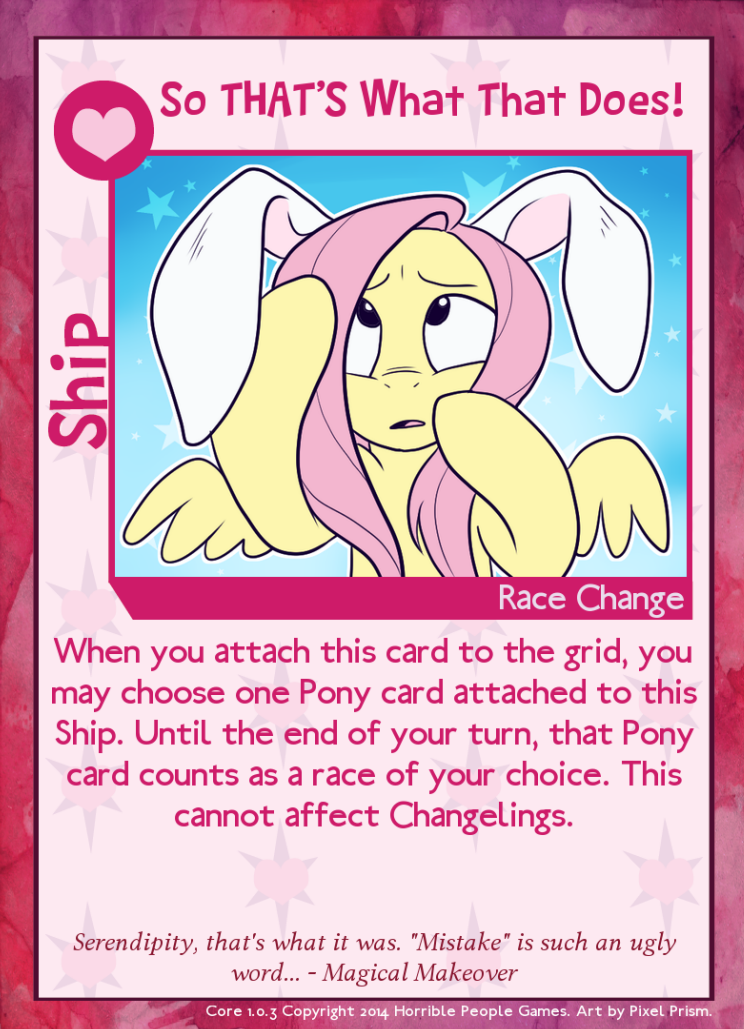 So THAT'S What That Does!
Ship
Race Change
When you attach this card to the grid, you
may choose one Pony card attached to this
Ship. Until the end of your turn, that Pony
card counts as a race of your choice. This
cannot affect Changelings.
Serendipity, that's what it was. "Mistake" is such an ugly
word... - Magical Makeover
Core 1.0.3 Copyright 2014 Horrible People Games. Art by Pixel Prism.